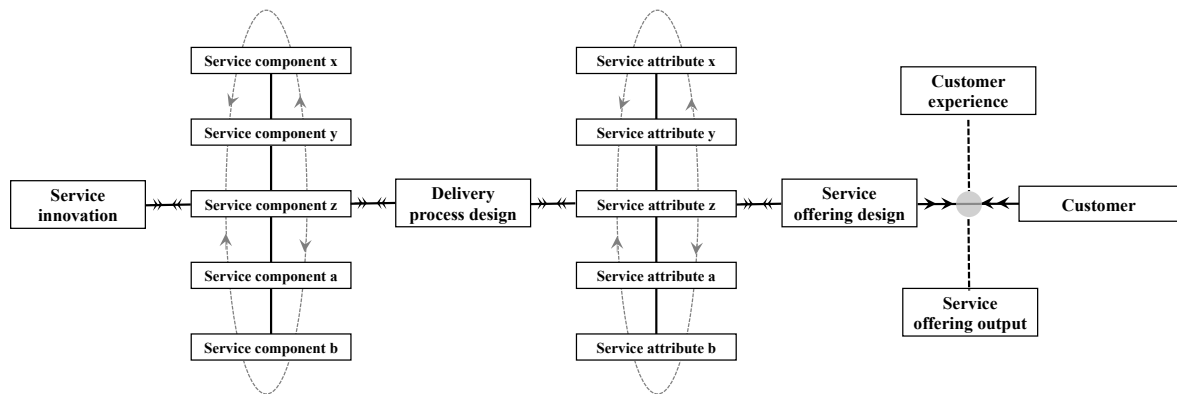 Service
innovation
Service component x
Service component y
Service component z
Service component a
Service component b
Delivery
process design
Service attribute x
Service attribute y
Service attribute z
Service attribute a
Service attribute b
Service
offering design
Customer
experience
Customer
Service
offering output